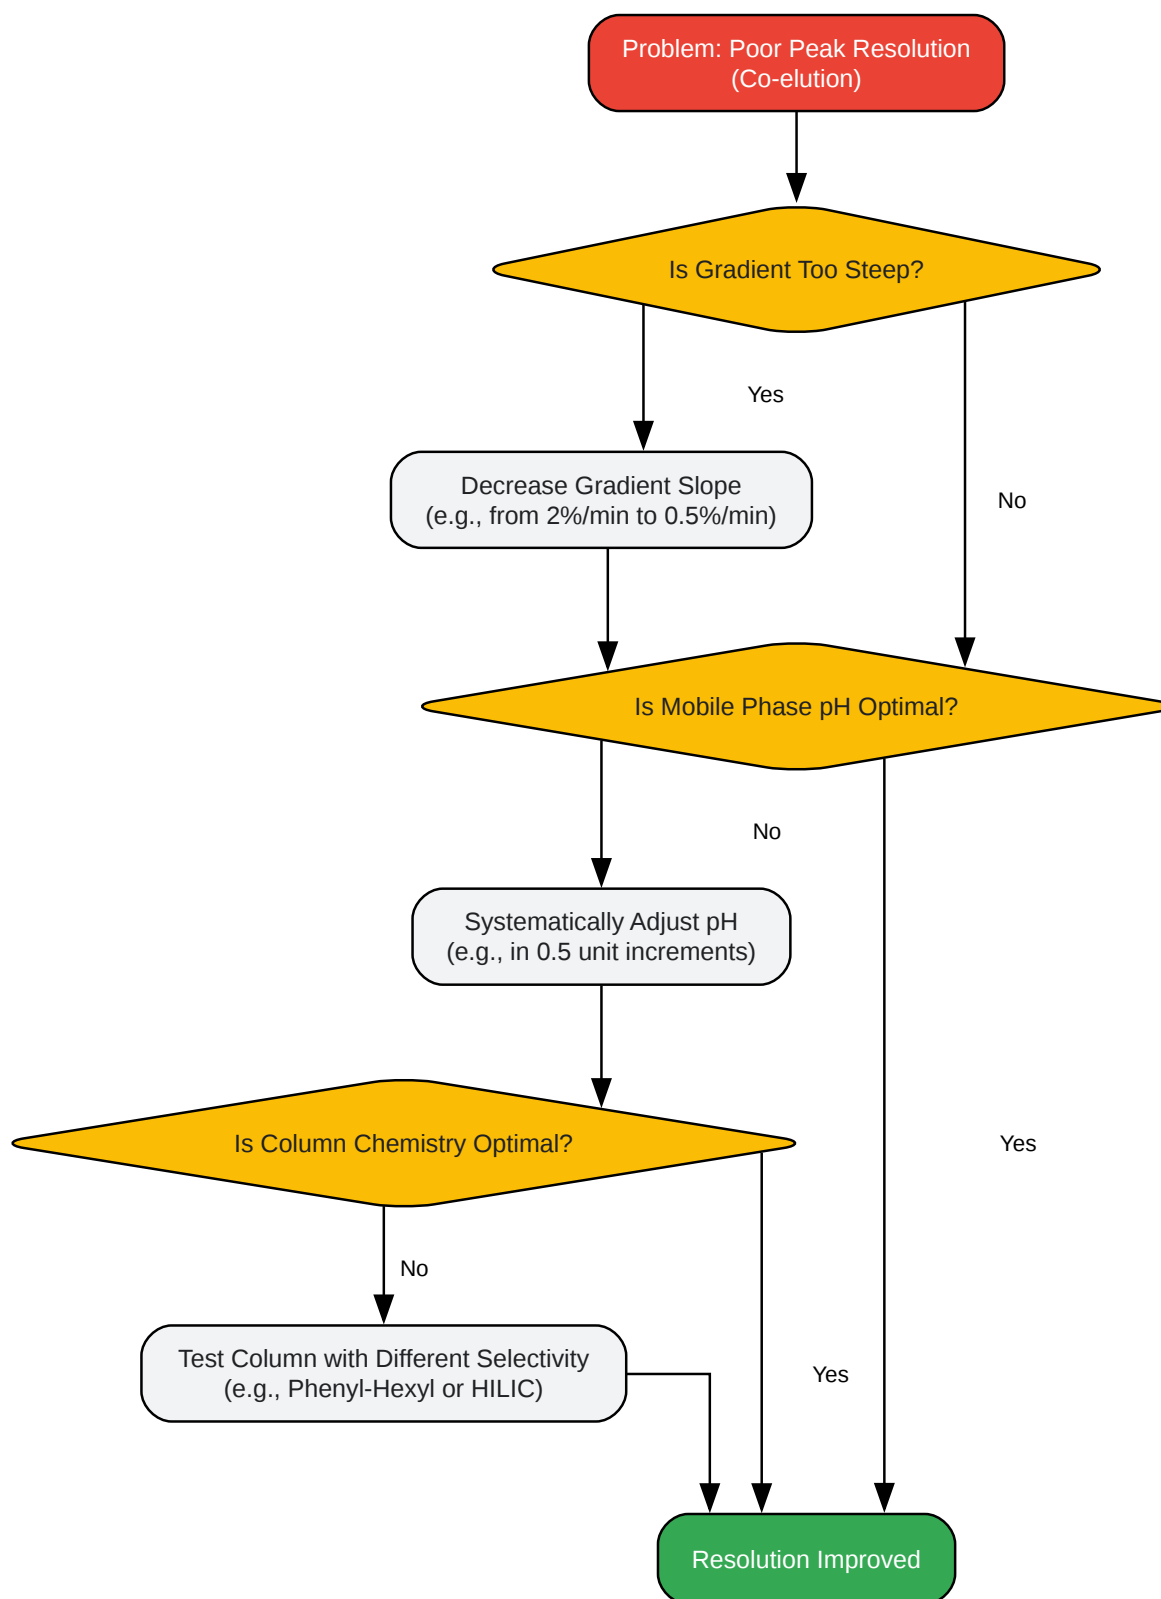 Problem: Poor Peak Resolution
(Co-elution)
Is Gradient Too Steep?
Yes
Decrease Gradient Slope
(e.g., from 2%/min to 0.5%/min)
No
Is Mobile Phase pH Optimal?
No
Systematically Adjust pH
(e.g., in 0.5 unit increments)
Is Column Chemistry Optimal?
Yes
No
Test Column with Different Selectivity
(e.g., Phenyl-Hexyl or HILIC)
Yes
Resolution Improved